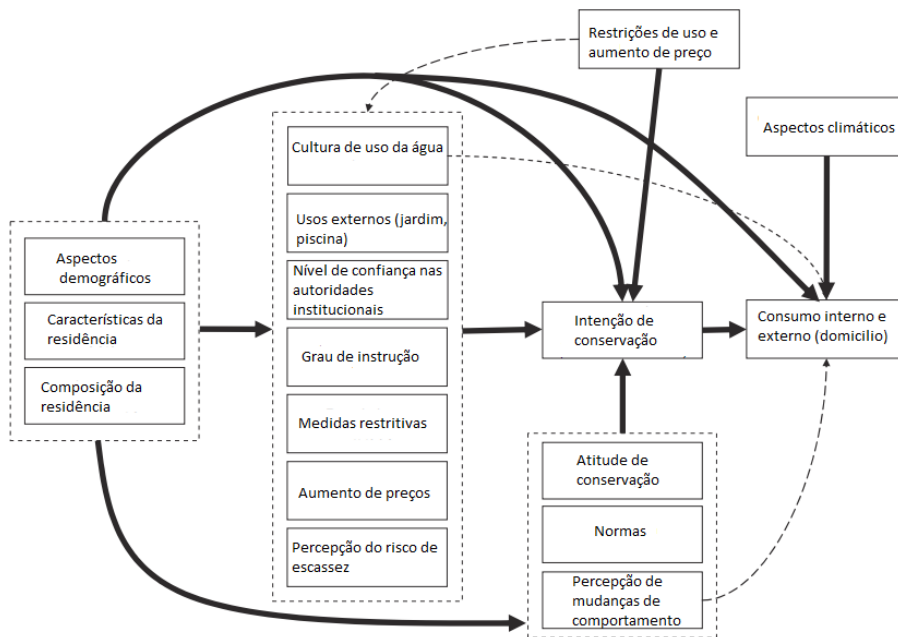 Restrições de uso e
aumento de preço
Aspectos climáticos
Cultura de uso da água
Usos externos (jardim,
piscina)
Nível de confiança nas
autoridades
institucionais
Grau de instrução
Medidas restritivas
Aumento de preços
Percepção do risco de
escassez
Aspectos
demográficos
Características da
residência
Composição da
residência
Intenção de
conservação
Consumo interno e
externo (domicilio)
Atitude de
conservação
Normas
Percepção de
mudanças de
comportamento